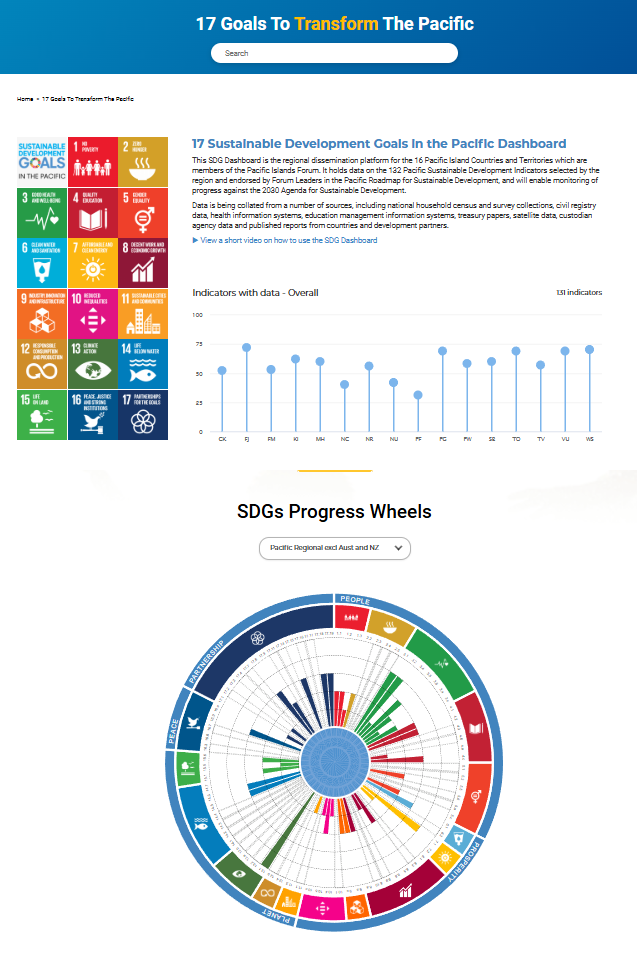 17 Goals To Transform The Pacific
Search
Home » 17 Goals To Transform The Pacific
SUSTAINABLE
DEVELOPMENT
GOALS
IN THE PACIFIC
1 NO
POVERTY
2 ZERO
HUNGER
3 GOOD HEALTH
AND WELL-BEING
4 QUALITY
EDUCATION
5 GENDER
EQUALITY
6 CLEAN WATER
AND SANITATION
7 AFFORDABLE AND
CLEAN ENERGY
8 DECENT WORK AND
ECONOMIC GROWTH
9 INDUSTRY, INNOVATION
AND INFRASTRUCTURE
10 REDUCED
INEQUALITIES
11 SUSTAINABLE CITIES
AND COMMUNITIES
12 RESPONSIBLE
CONSUMPTION
AND PRODUCTION
13 CLIMATE
ACTION
14 LIFE
BELOW WATER
15 LIFE
ON LAND
16 PEACE, JUSTICE
AND STRONG
INSTITUTIONS
17 PARTNERSHIPS
FOR THE GOALS
17 Sustainable Development Goals in the Pacific Dashboard
This SDG Dashboard is the regional dissemination platform for the 16 Pacific Island Countries and Territories which are
members of the Pacific Islands Forum. It holds data on the 132 Pacific Sustainable Development Indicators selected by the
region and endorsed by Forum Leaders in the Pacific Roadmap for Sustainable Development, and will enable monitoring of
progress against the 2030 Agenda for Sustainable Development.
Data is being collated from a number of sources, including national household census and survey collections, civil registry
data, health information systems, education management information systems, treasury papers, satellite data, custodian
agency data and published reports from countries and development partners.
► View a short video on how to use the SDG Dashboard
Indicators with data - Overall
131 indicators
100
75
50
25
0
CK FJ FM KI MH NC NR NU PF PG PW SB TO TV VU WS
SDGs Progress Wheels
Pacific Regional excl Aust and NZ
PEOPLE
PROSPERITY
PLANET
PEACE
PARTNERSHIP